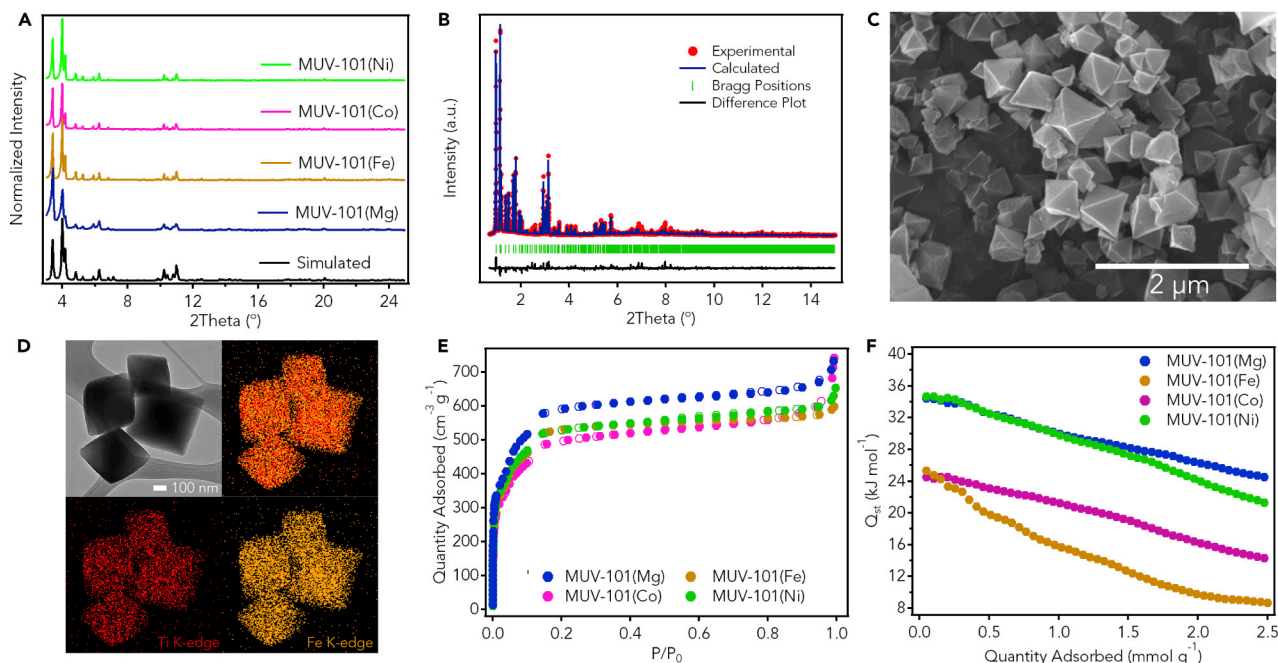 A
Normalized Intensity
MUV-101(Ni)
MUV-101(Co)
MUV-101(Fe)
MUV-101(Mg)
Simulated
4 8 12 16 20 24
2Theta (º)
B
Intensity (a.u.)
Experimental
Calculated
Bragg Positions
Difference Plot
2 4 6 8 10 12 14
2Theta (º)
C
2 µm
D
100 nm
Ti K-edge
Fe K-edge
E
Quantity Adsorbed (cm⁻³ g⁻¹)
700
600
500
400
300
200
100
0
MUV-101(Mg)
MUV-101(Fe)
MUV-101(Co)
MUV-101(Ni)
0.0 0.2 0.4 0.6 0.8 1.0
P/P₀
F
Qst (kJ mol⁻¹)
40
36
32
28
24
20
16
12
8
MUV-101(Mg)
MUV-101(Fe)
MUV-101(Co)
MUV-101(Ni)
0.0 0.5 1.0 1.5 2.0 2.5
Quantity Adsorbed (mmol g⁻¹)